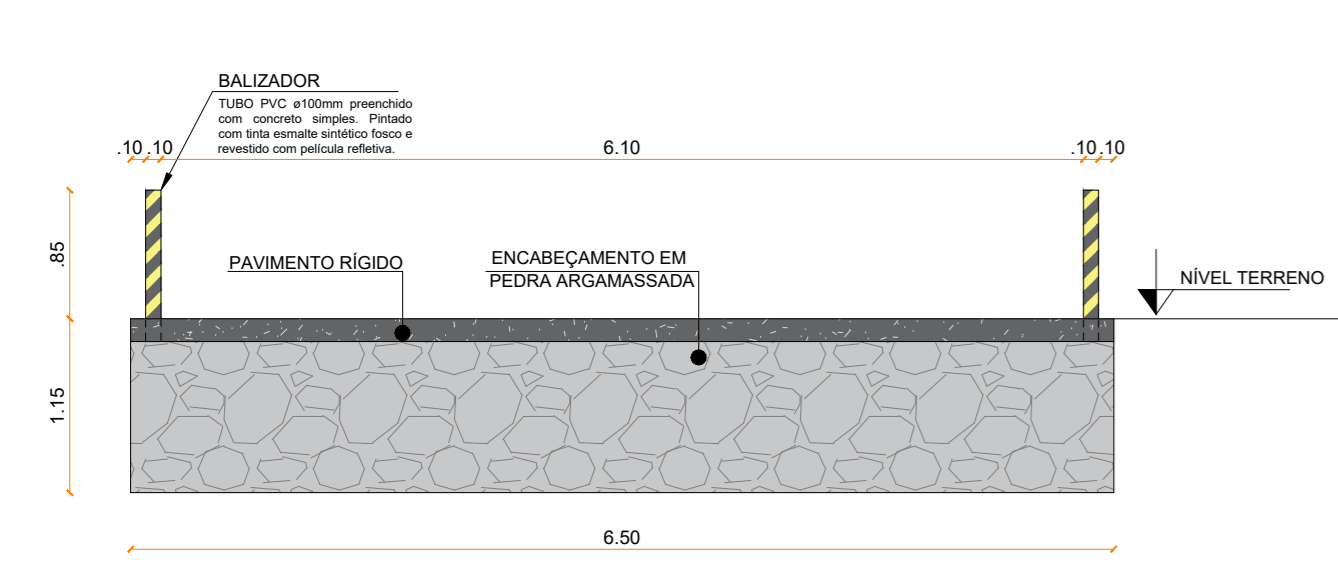 BALIZADOR
TUBO PVC ø100mm preenchido
com concreto simples. Pintado
com tinta esmalte sintético fosco e
revestido com película refletiva.
.10 .10
6.10
.10 .10
.85
PAVIMENTO RÍGIDO
ENCABEÇAMENTO EM
PEDRA ARGAMASSADA
NÍVEL TERRENO
1.15
6.50